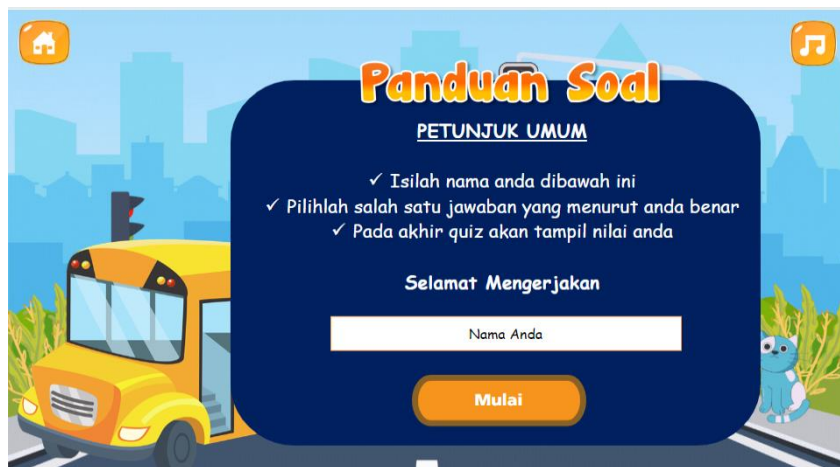 Panduan Soal
PETUNJUK UMUM
✓ Isilah nama anda dibawah ini
✓ Pilihlah salah satu jawaban yang menurut anda benar
✓ Pada akhir quiz akan tampil nilai anda
Selamat Mengerjakan
Nama Anda
Mulai